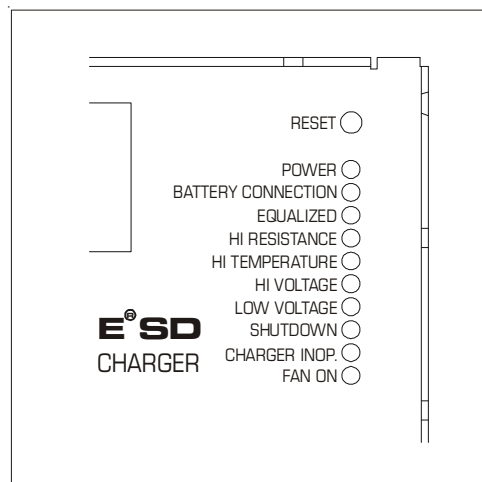 RESET
POWER
BATTERY CONNECTION
EQUALIZED
HI RESISTANCE
HI TEMPERATURE
HI VOLTAGE
LOW VOLTAGE
SHUTDOWN
CHARGER INOP.
FAN ON
E®SD
CHARGER